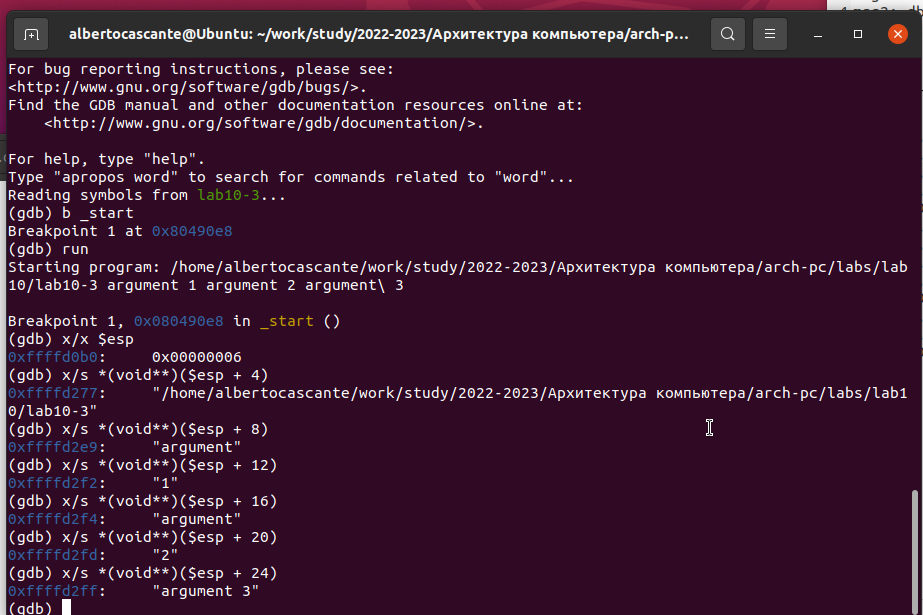 albertocascante@Ubuntu: ~/work/study/2022-2023/Архитектура компьютера/arch-p...
For bug reporting instructions, please see:
<http://www.gnu.org/software/gdb/bugs/>.
Find the GDB manual and other documentation resources online at:
    <http://www.gnu.org/software/gdb/documentation/>.

For help, type "help".
Type "apropos word" to search for commands related to "word"...
Reading symbols from lab10-3...
(gdb) b _start
Breakpoint 1 at 0x80490e8
(gdb) run
Starting program: /home/albertocascante/work/study/2022-2023/Архитектура компьютера/arch-pc/labs/lab
10/lab10-3 argument 1 argument 2 argument\ 3

Breakpoint 1, 0x080490e8 in _start ()
(gdb) x/x $esp
0xffffd0b0:     0x00000006
(gdb) x/s *(void**)($esp + 4)
0xffffd277:     "/home/albertocascante/work/study/2022-2023/Архитектура компьютера/arch-pc/labs/lab1
0/lab10-3"
(gdb) x/s *(void**)($esp + 8)
0xffffd2e9:     "argument"
(gdb) x/s *(void**)($esp + 12)
0xffffd2f2:     "1"
(gdb) x/s *(void**)($esp + 16)
0xffffd2f4:     "argument"
(gdb) x/s *(void**)($esp + 20)
0xffffd2fd:     "2"
(gdb) x/s *(void**)($esp + 24)
0xffffd2ff:     "argument 3"
(gdb)